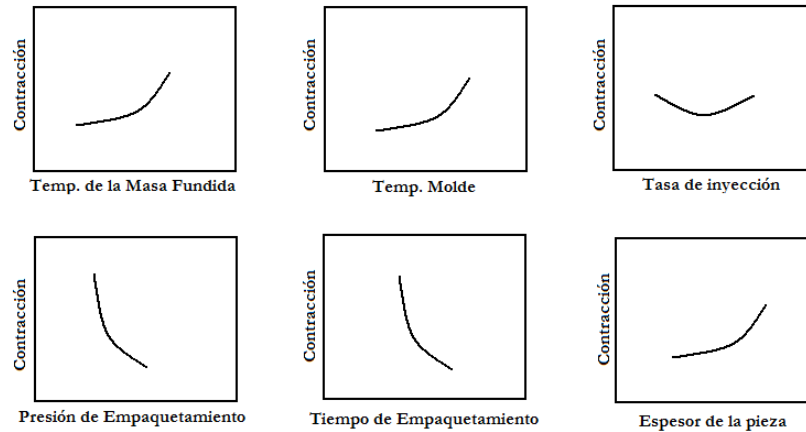 Contracción
Temp. de la Masa Fundida
Contracción
Temp. Molde
Contracción
Tasa de inyección
Contracción
Presión de Empaquetamiento
Contracción
Tiempo de Empaquetamiento
Contracción
Espesor de la pieza